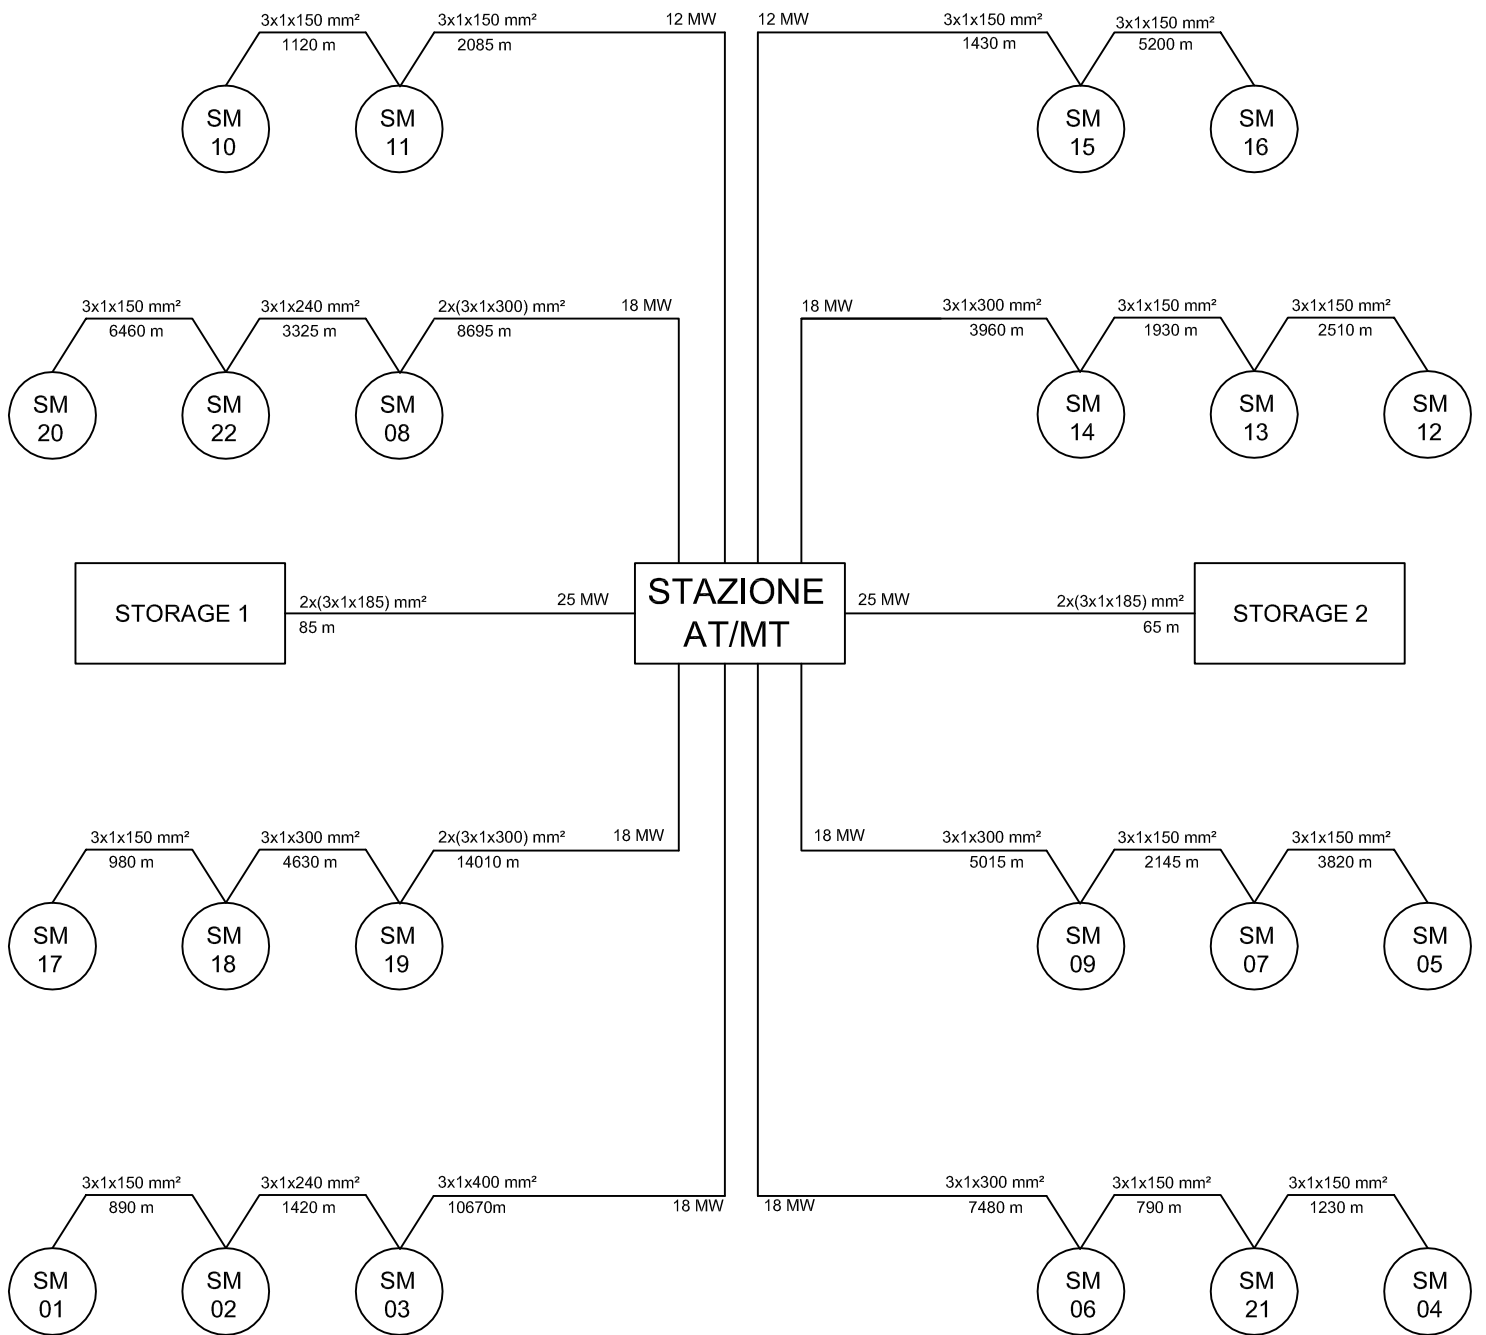 3x1x150 mm²
1120 m
3x1x150 mm²
2085 m
12 MW
12 MW
3x1x150 mm²
1430 m
3x1x150 mm²
5200 m
SM
10
SM
11
SM
15
SM
16
3x1x150 mm²
6460 m
3x1x240 mm²
3325 m
2x(3x1x300) mm²
8695 m
18 MW
18 MW
3x1x300 mm²
3960 m
3x1x150 mm²
1930 m
3x1x150 mm²
2510 m
SM
20
SM
22
SM
08
SM
14
SM
13
SM
12
STORAGE 1
2x(3x1x185) mm²
85 m
25 MW
STAZIONE
AT/MT
25 MW
2x(3x1x185) mm²
65 m
STORAGE 2
3x1x150 mm²
980 m
3x1x300 mm²
4630 m
2x(3x1x300) mm²
14010 m
18 MW
18 MW
3x1x300 mm²
5015 m
3x1x150 mm²
2145 m
3x1x150 mm²
3820 m
SM
17
SM
18
SM
19
SM
09
SM
07
SM
05
3x1x150 mm²
890 m
3x1x240 mm²
1420 m
3x1x400 mm²
10670m
18 MW
18 MW
3x1x300 mm²
7480 m
3x1x150 mm²
790 m
3x1x150 mm²
1230 m
SM
01
SM
02
SM
03
SM
06
SM
21
SM
04